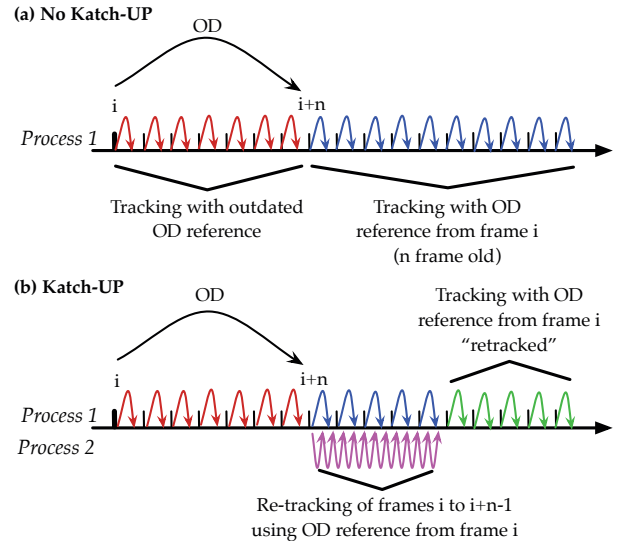 (a) No Katch-UP
OD
i
i+n
Process 1
Tracking with outdated
OD reference
Tracking with OD
reference from frame i
(n frame old)
(b) Katch-UP
OD
Tracking with OD
reference from frame i
“retracked”
i
i+n
Process 1
Process 2
Re-tracking of frames i to i+n-1
using OD reference from frame i